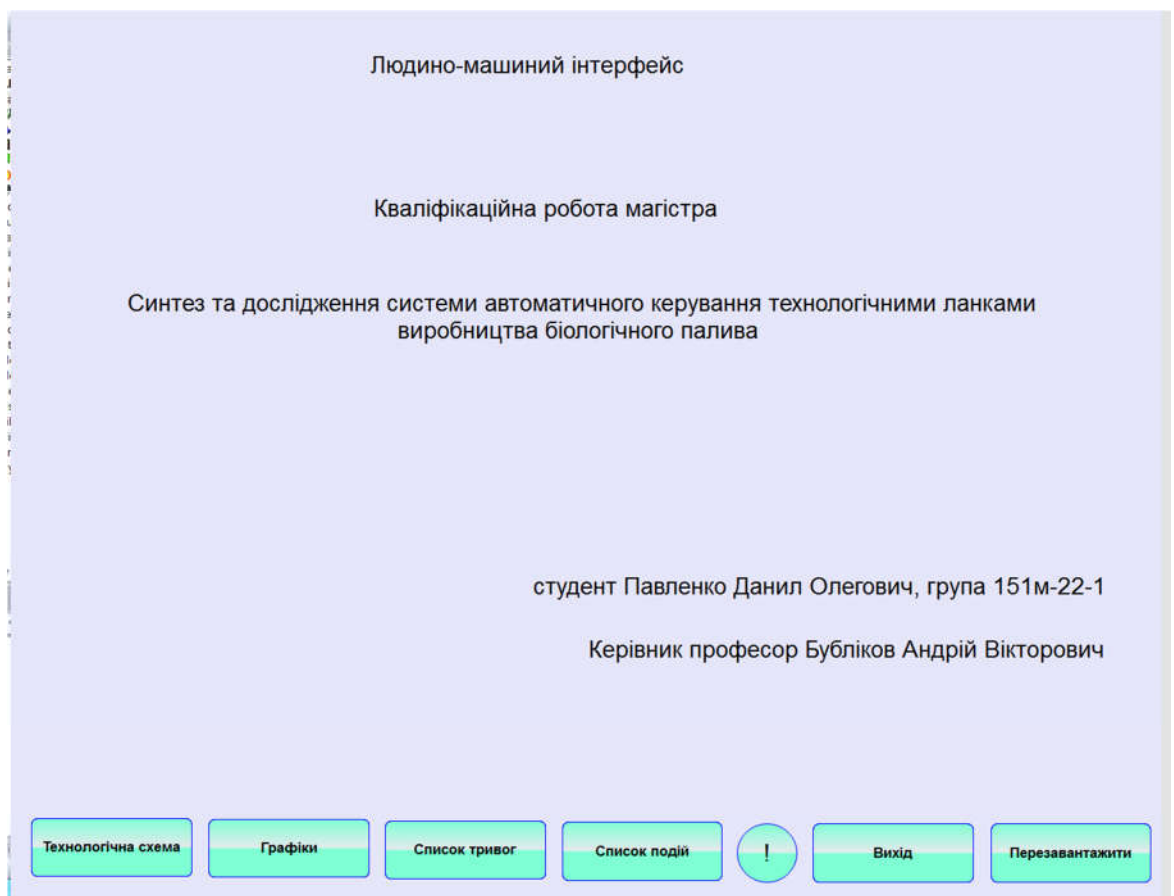 Людино-машиний інтерфейс
Кваліфікаційна робота магістра
Синтез та дослідження системи автоматичного керування технологічними ланками
виробництва біологічного палива
студент Павленко Данил Олегович, група 151м-22-1
Керівник професор Бубліков Андрій Вікторович
Технологічна схема
Графіки
Список тривог
Список подій
!
Вихід
Перезавантажити